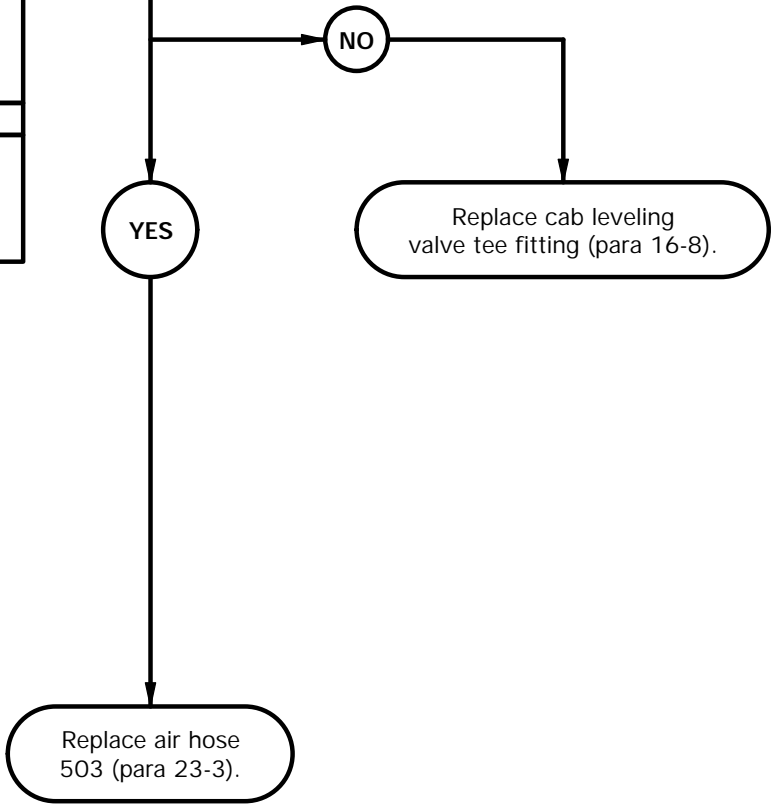 NO
YES
Replace cab leveling
valve tee fitting (para 16-8).
Replace air hose
503 (para 23-3).